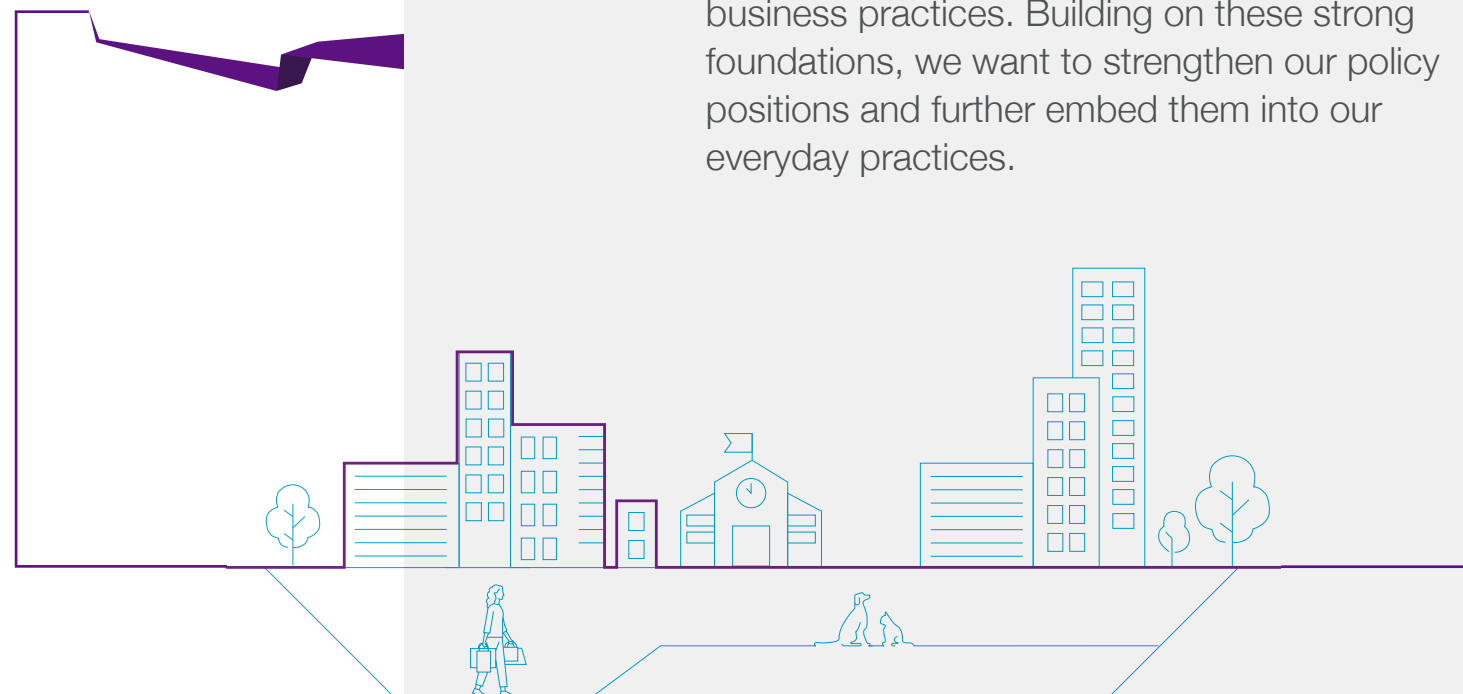 business practices. Building on these strong
foundations, we want to strengthen our policy
positions and further embed them into our
everyday practices.